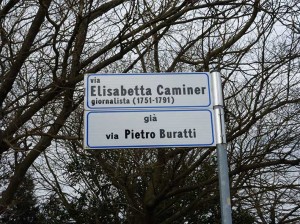 via
Elisabetta Caminer
giornalista (1751-1791)
già
via Pietro Buratti